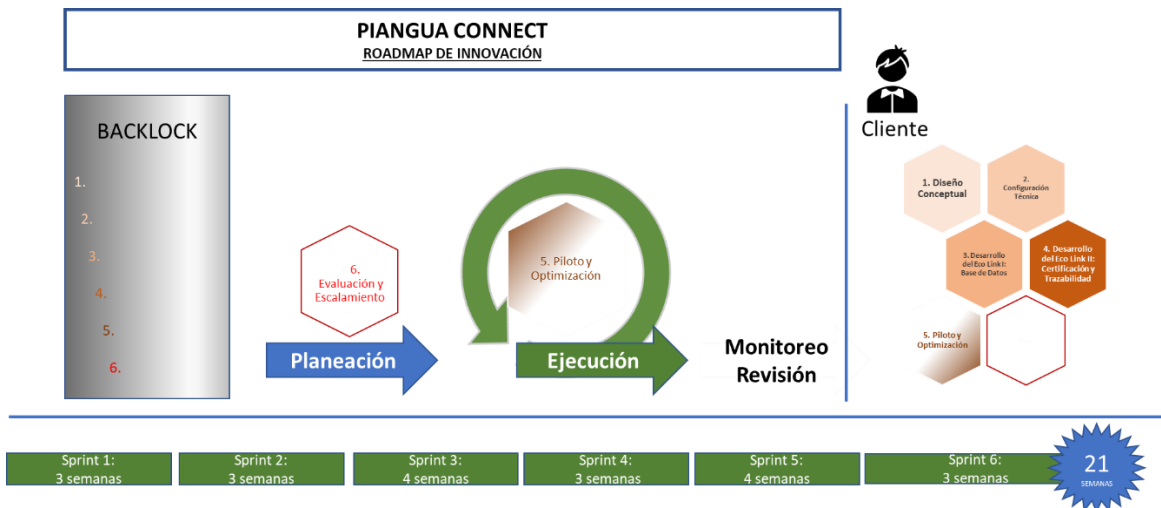 PIANGUA CONNECT
ROADMAP DE INNOVACIÓN
BACKLOCK
1.
2.
3.
4.
5.
6.
6.
Evaluación y
Escalamiento
Planeación
5. Piloto y
Optimización
Ejecución
Monitoreo
Revisión
Cliente
1. Diseño
Conceptual
2.
Configuración
Técnica
3. Desarrollo
del Eco Link I:
Base de Datos
4. Desarrollo
del Eco Link II:
Certificación y
Trazabilidad
5. Piloto y
Optimización
Sprint 1:
3 semanas
Sprint 2:
3 semanas
Sprint 3:
4 semanas
Sprint 4:
3 semanas
Sprint 5:
4 semanas
Sprint 6:
3 semanas
21
SEMANAS